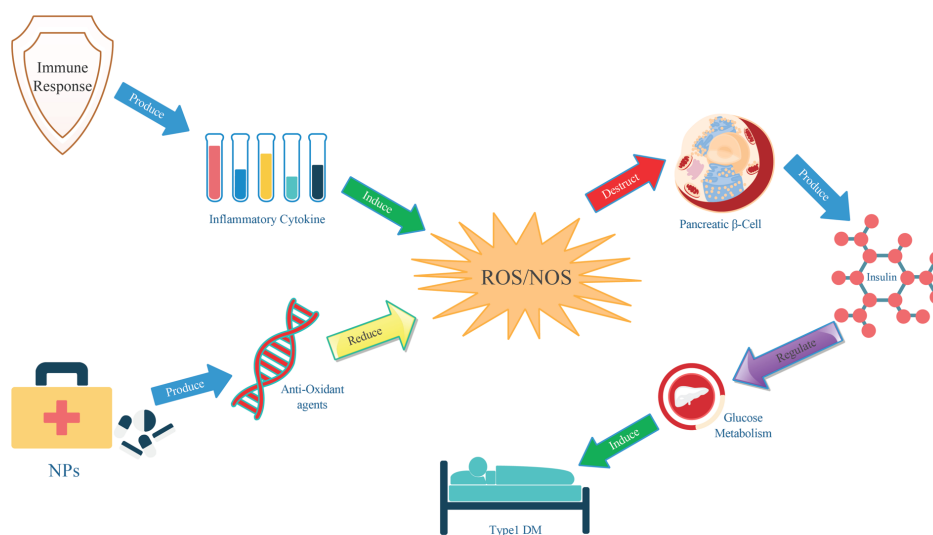 Immune
Response
Produce
Inflammatory Cytokine
Induce
ROS/NOS
Destruct
Pancreatic β-Cell
Produce
Insulin
Regulate
Glucose
Metabolism
Induce
Type1 DM
NPs
Produce
Anti-Oxidant
agents
Reduce